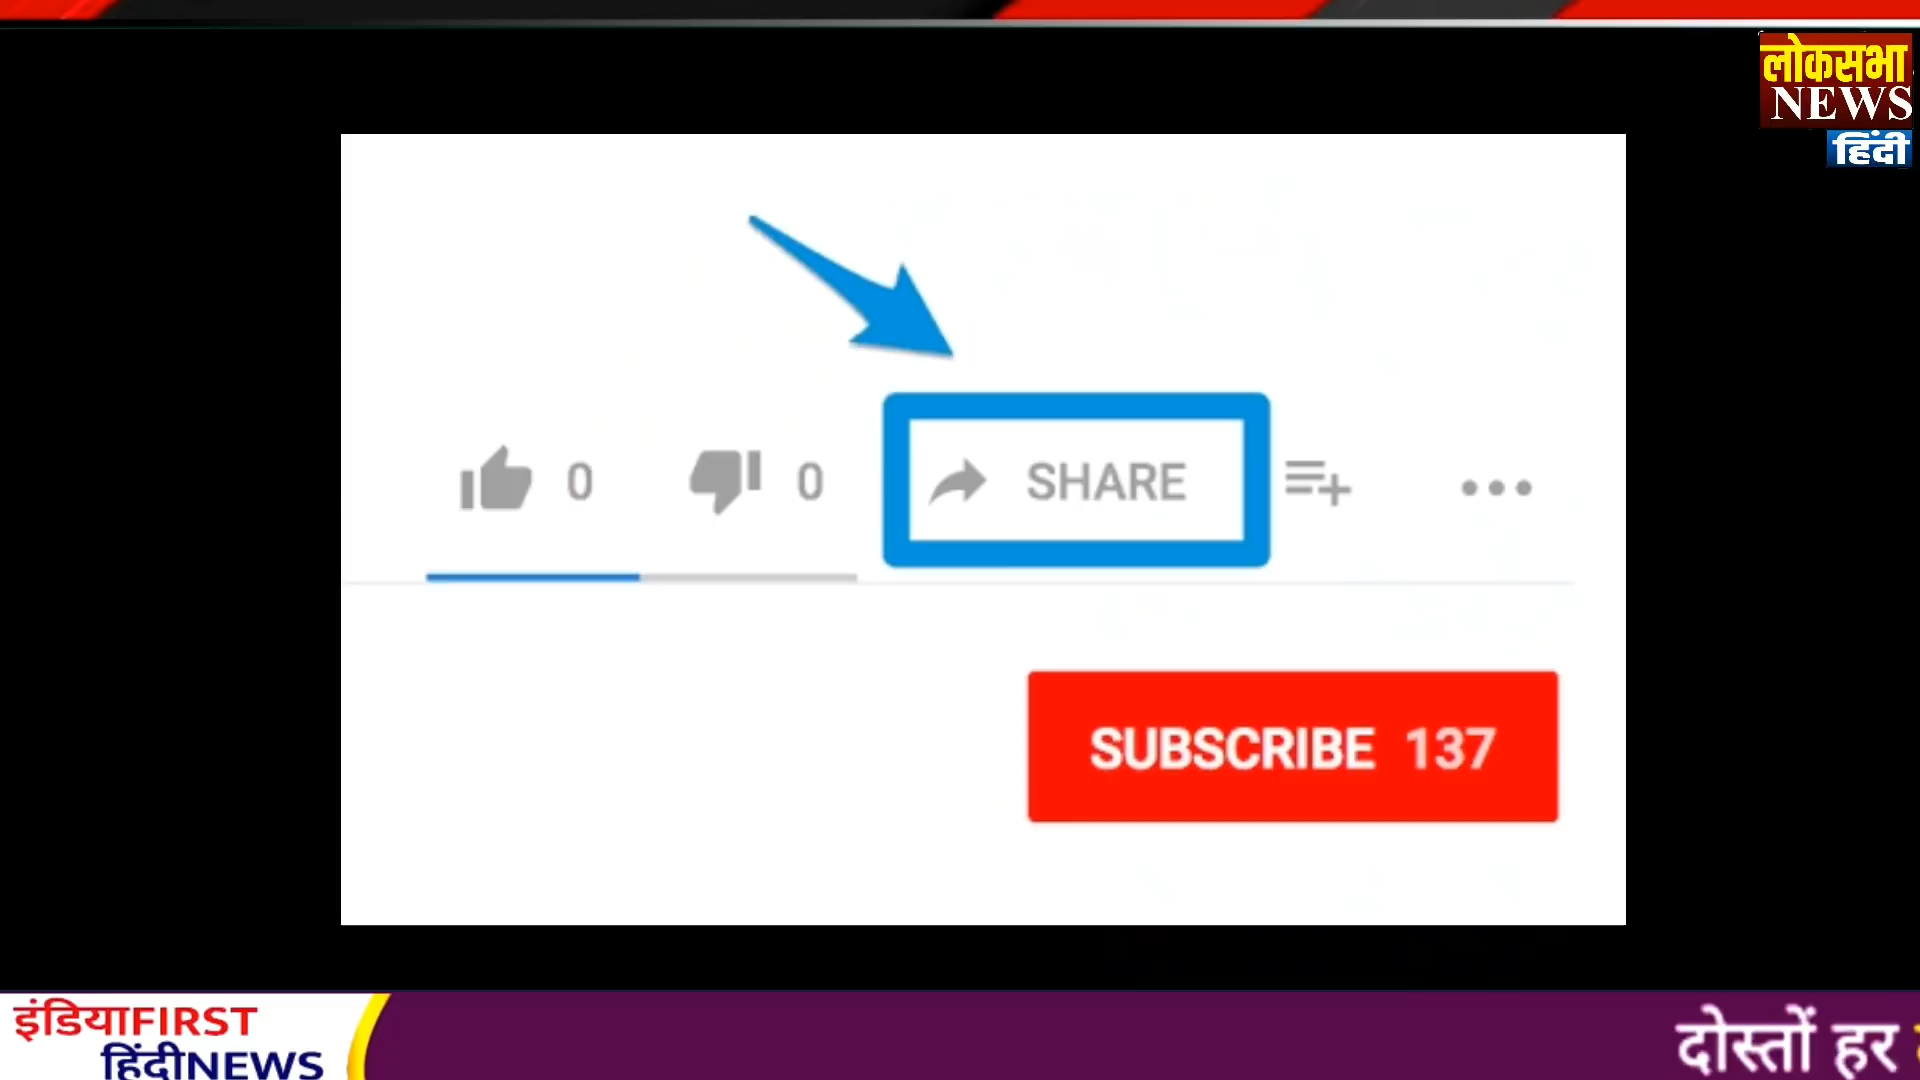 लोकसभा
NEWS
हिंदी
0 0 SHARE
SUBSCRIBE 137
इंडियाFIRST
हिंदीNEWS
दोस्तों हर